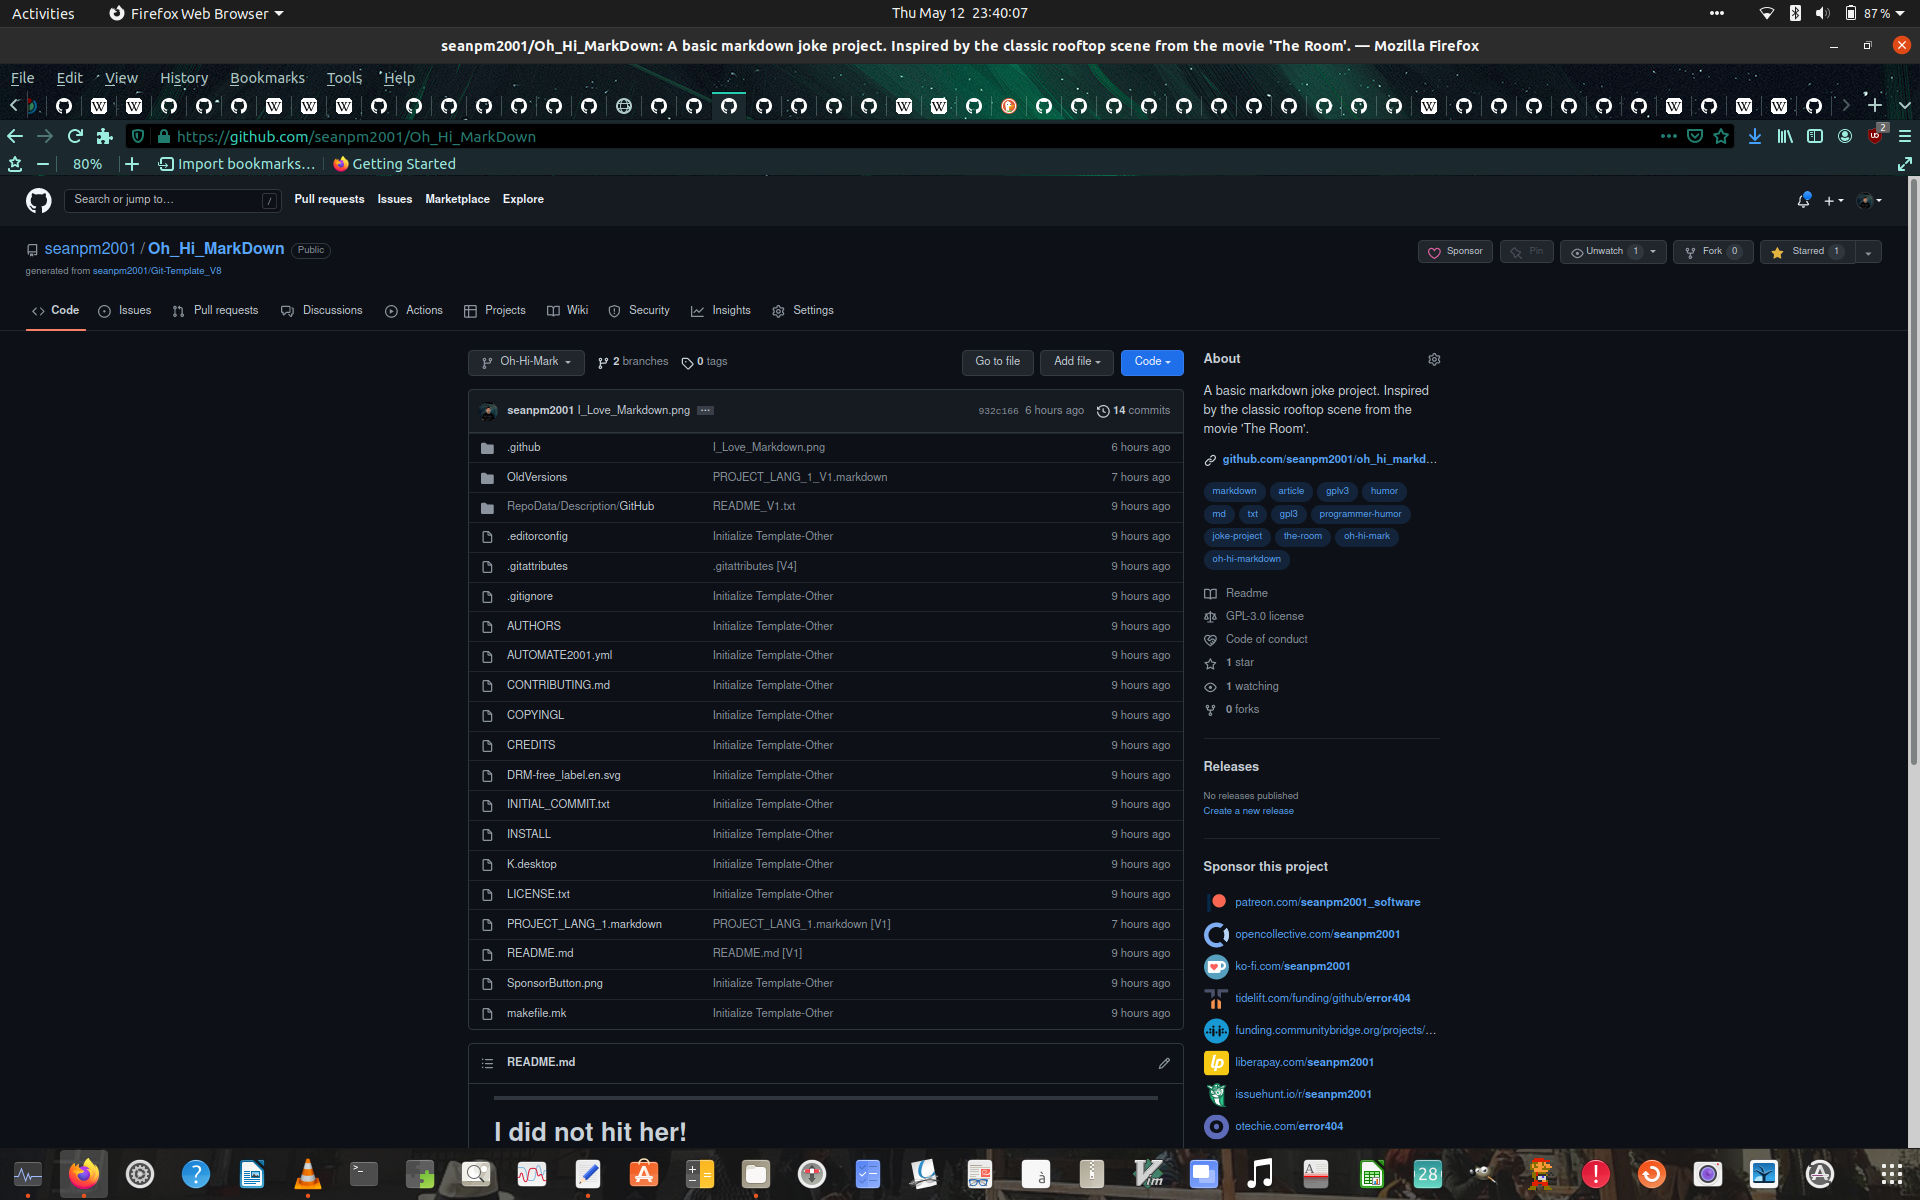 Activities Firefox Web Browser Thu May 12 23:40:07 87 %
seanpm2001/Oh_Hi_MarkDown: A basic markdown joke project. Inspired by the classic rooftop scene from the movie 'The Room'. — Mozilla Firefox
File Edit View History Bookmarks Tools Help
https://github.com/seanpm2001/Oh_Hi_MarkDown 2
80% Import bookmarks... Getting Started
Search or jump to... / Pull requests Issues Marketplace Explore
seanpm2001 / Oh_Hi_MarkDown Public Sponsor Pin Unwatch 1 Fork 0 Starred 1
generated from seanpm2001/Git-Template_V8
Code Issues Pull requests Discussions Actions Projects Wiki Security Insights Settings
Oh-Hi-Mark 2 branches 0 tags Go to file Add file Code
seanpm2001 I_Love_Markdown.png 932c166 6 hours ago 14 commits
.github I_Love_Markdown.png 6 hours ago
OldVersions PROJECT_LANG_1_V1.markdown 7 hours ago
RepoData/Description/GitHub README_V1.txt 9 hours ago
.editorconfig Initialize Template-Other 9 hours ago
.gitattributes .gitattributes [V4] 9 hours ago
.gitignore Initialize Template-Other 9 hours ago
AUTHORS Initialize Template-Other 9 hours ago
AUTOMATE2001.yml Initialize Template-Other 9 hours ago
CONTRIBUTING.md Initialize Template-Other 9 hours ago
COPYINGL Initialize Template-Other 9 hours ago
CREDITS Initialize Template-Other 9 hours ago
DRM-free_label.en.svg Initialize Template-Other 9 hours ago
INITIAL_COMMIT.txt Initialize Template-Other 9 hours ago
INSTALL Initialize Template-Other 9 hours ago
K.desktop Initialize Template-Other 9 hours ago
LICENSE.txt Initialize Template-Other 9 hours ago
PROJECT_LANG_1.markdown PROJECT_LANG_1.markdown [V1] 7 hours ago
README.md README.md [V1] 9 hours ago
SponsorButton.png Initialize Template-Other 9 hours ago
makefile.mk Initialize Template-Other 9 hours ago
README.md
I did not hit her!
About
A basic markdown joke project. Inspired
by the classic rooftop scene from the
movie 'The Room'.
github.com/seanpm2001/oh_hi_markd...
markdown article gplv3 humor
md txt gpl3 programmer-humor
joke-project the-room oh-hi-mark
oh-hi-markdown
Readme
GPL-3.0 license
Code of conduct
1 star
1 watching
0 forks
Releases
No releases published
Create a new release
Sponsor this project
patreon.com/seanpm2001_software
opencollective.com/seanpm2001
ko-fi.com/seanpm2001
tidelift.com/funding/github/error404
funding.communitybridge.org/projects/...
liberapay.com/seanpm2001
issuehunt.io/r/seanpm2001
otechie.com/error404
28